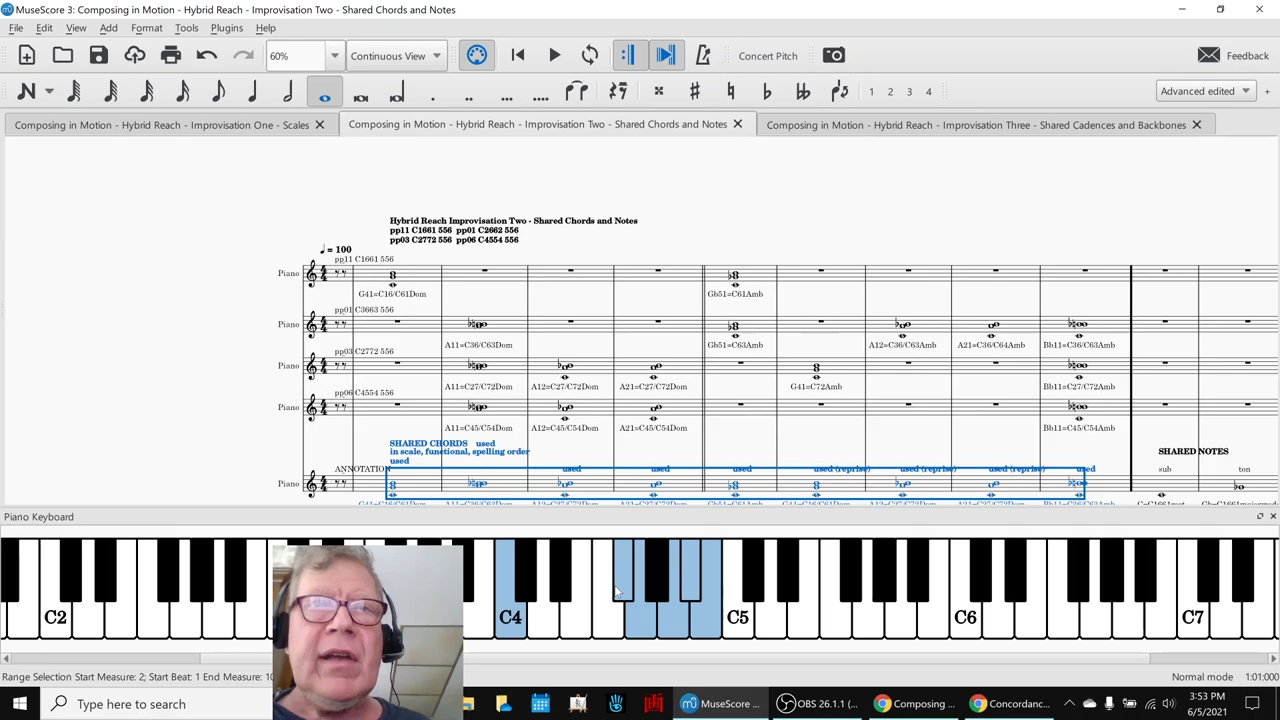 MuseScore 3: Composing in Motion - Hybrid Reach - Improvisation Two - Shared Chords and Notes
File Edit View Add Format Tools Plugins Help
60% Continuous View Concert Pitch Feedback
1 2 3 4 Advanced edited +
Composing in Motion - Hybrid Reach - Improvisation One - Scales
Composing in Motion - Hybrid Reach - Improvisation Two - Shared Chords and Notes
Composing in Motion - Hybrid Reach - Improvisation Three - Shared Cadences and Backbones
Hybrid Reach Improvisation Two - Shared Chords and Notes
pp11 C1661 556 pp01 C2662 556
pp03 C2772 556 pp06 C4554 556
= 100
pp11 C1661 556
Piano
G41=C16/C61Dom Gb51=C61Amb
pp01 C3663 556
Piano
A11=C36/C63Dom Gb51=C63Amb A12=C36/C63Amb A21=C36/C64Amb Bb11=C36/C63Amb
pp03 C2772 556
Piano
A11=C27/C72Dom A12=C27/C72Dom A21=C27/C72Dom G41=C72Amb Bb11=C27/C72Amb
pp06 C4554 556
Piano
A11=C45/C54Dom A12=C45/C54Dom A21=C45/C54Dom Bb11=C45/C54Amb
SHARED CHORDS used
in scale, functional, spelling order
used
SHARED NOTES
ANNOTATION used used used used (reprise) used (reprise) used (reprise) used sub ton
Piano
Piano Keyboard
C2 C4 C5 C6 C7
Range Selection Start Measure: 2; Start Beat: 1 End Measure: 10
Normal mode 1:01:000
Type here to search
MuseScore ... OBS 26.1.1 (... Composing ... Concordanc...
3:53 PM
6/5/2021